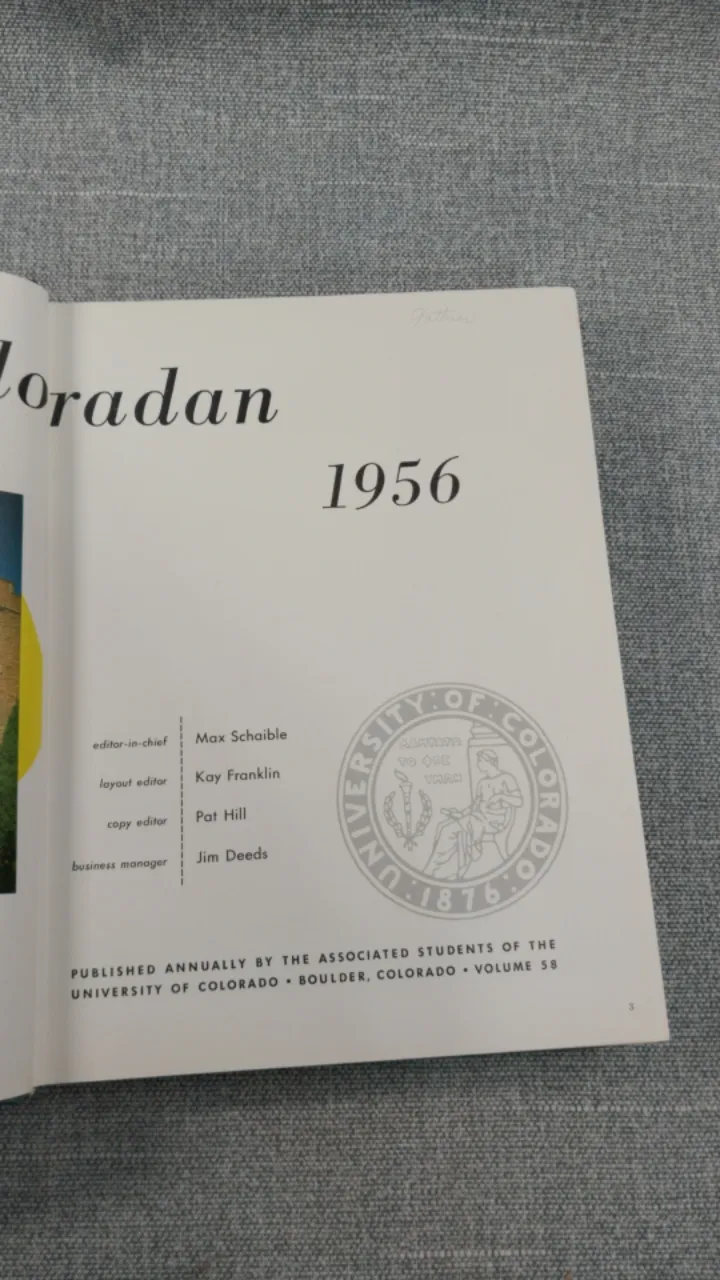 loradan
1956
editor-in-chief Max Schaible
layout editor Kay Franklin
copy editor Pat Hill
business manager Jim Deeds
UNIVERSITY · OF · COLORADO · 1876 ·
PUBLISHED ANNUALLY BY THE ASSOCIATED STUDENTS OF THE
UNIVERSITY OF COLORADO • BOULDER, COLORADO • VOLUME 58
3